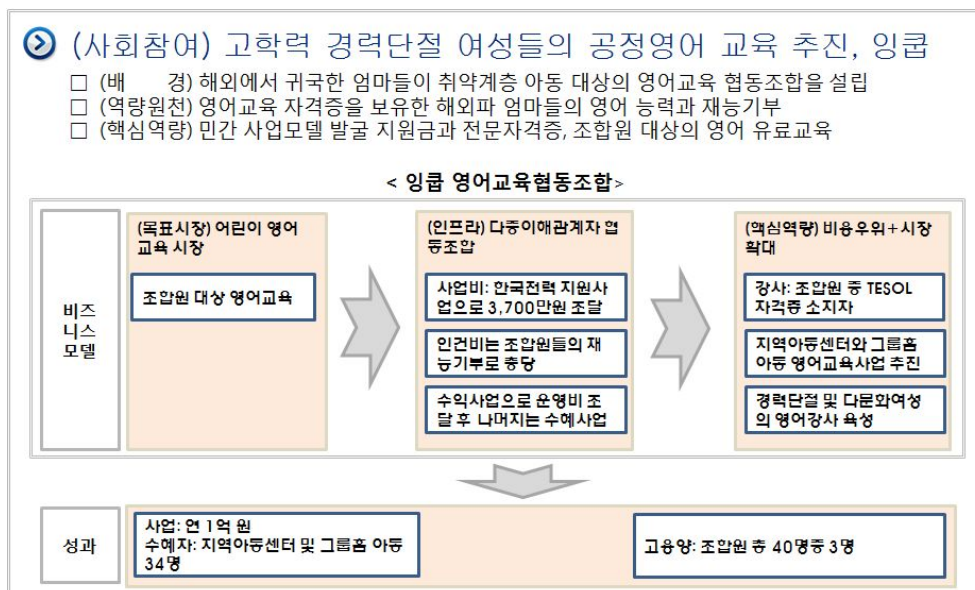 (사회참여) 고학력 경력단절 여성들의 공정영어 교육 추진, 잉쿱
□ (배 경) 해외에서 귀국한 엄마들이 취약계층 아동 대상의 영어교육 협동조합을 설립
□ (역량원천) 영어교육 자격증을 보유한 해외파 엄마들의 영어 능력과 재능기부
□ (핵심역량) 민간 사업모델 발굴 지원금과 전문자격증, 조합원 대상의 영어 유료교육
< 잉쿱 영어교육협동조합>
비즈
니스
모델
(목표시장) 어린이 영어
교육 시장
조합원 대상 영어교육
(인프라) 다중이해관계자 협
동조합
사업비: 한국전력 지원사
업으로 3,700만원 조달
인건비는 조합원들의 재
능기부로 충당
수익사업으로 운영비 조
달 후 나머지는 수혜사업
(핵심역량) 비용우위+시장
확대
강사: 조합원 중 TESOL
자격증 소지자
지역아동센터와 그룹홈
아동 영어교육사업 추진
경력단절 및 다문화여성
의 영어강사 육성
성과
사업: 연 1억 원
수혜자: 지역아동센터 및 그룹홈 아동
34명
고용양: 조합원 총 40명중 3명